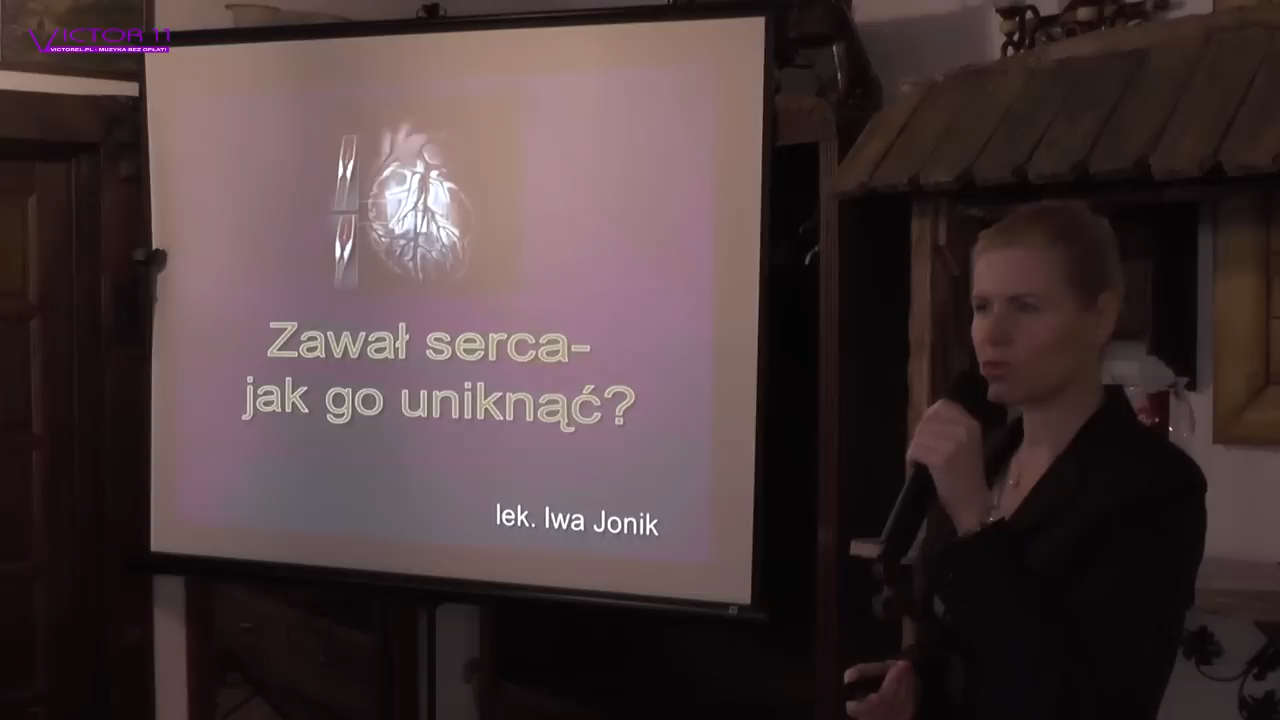 VICTOR 11
VICTOREL.PL - MUZYKA BEZ OPŁAT!
Zawał serca-
jak go uniknąć?
lek. Iwa Jonik